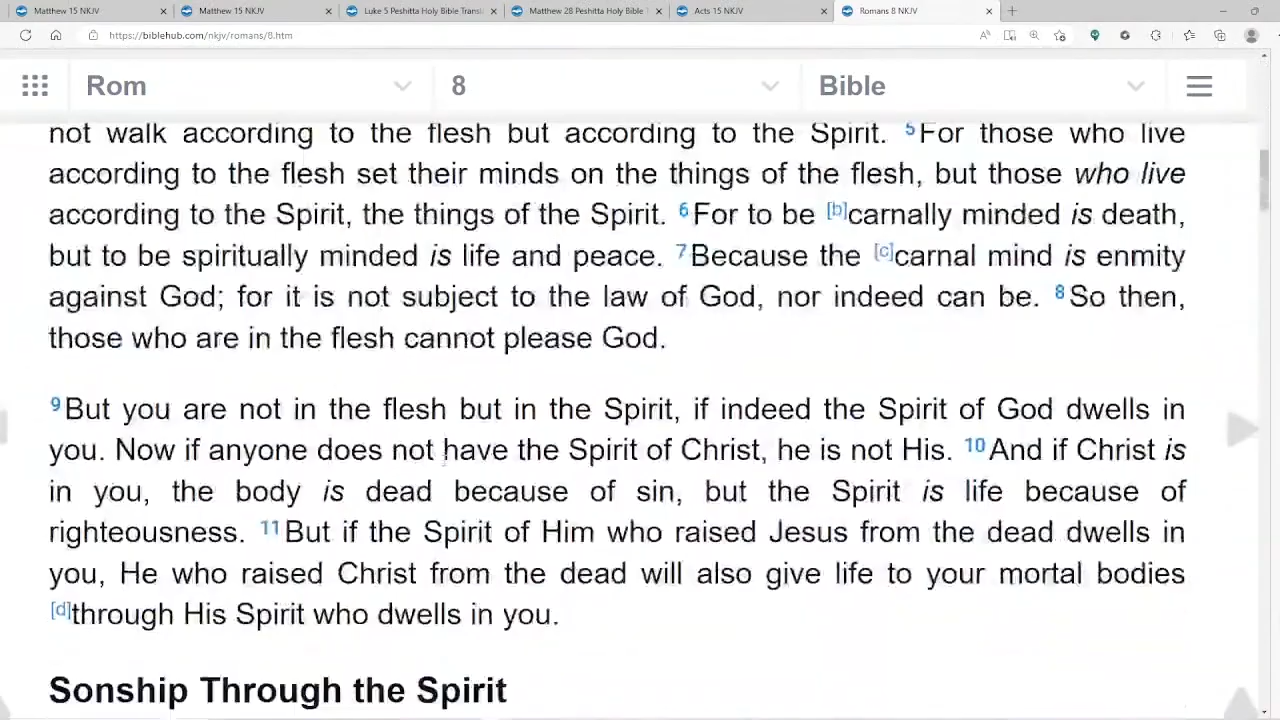 Matthew 15 NKJV
Matthew 15 NKJV
Luke 5 Peshitta Holy Bible Transl
Matthew 28 Peshitta Holy Bible T
Acts 15 NKJV
Romans 8 NKJV
https://biblehub.com/nkjv/romans/8.htm
Rom 8 Bible
not walk according to the flesh but according to the Spirit. 5 For those who live
according to the flesh set their minds on the things of the flesh, but those who live
according to the Spirit, the things of the Spirit. 6 For to be [b]carnally minded is death,
but to be spiritually minded is life and peace. 7 Because the [c]carnal mind is enmity
against God; for it is not subject to the law of God, nor indeed can be. 8 So then,
those who are in the flesh cannot please God.
9 But you are not in the flesh but in the Spirit, if indeed the Spirit of God dwells in
you. Now if anyone does not have the Spirit of Christ, he is not His. 10 And if Christ is
in you, the body is dead because of sin, but the Spirit is life because of
righteousness. 11 But if the Spirit of Him who raised Jesus from the dead dwells in
you, He who raised Christ from the dead will also give life to your mortal bodies
[d]through His Spirit who dwells in you.
Sonship Through the Spirit